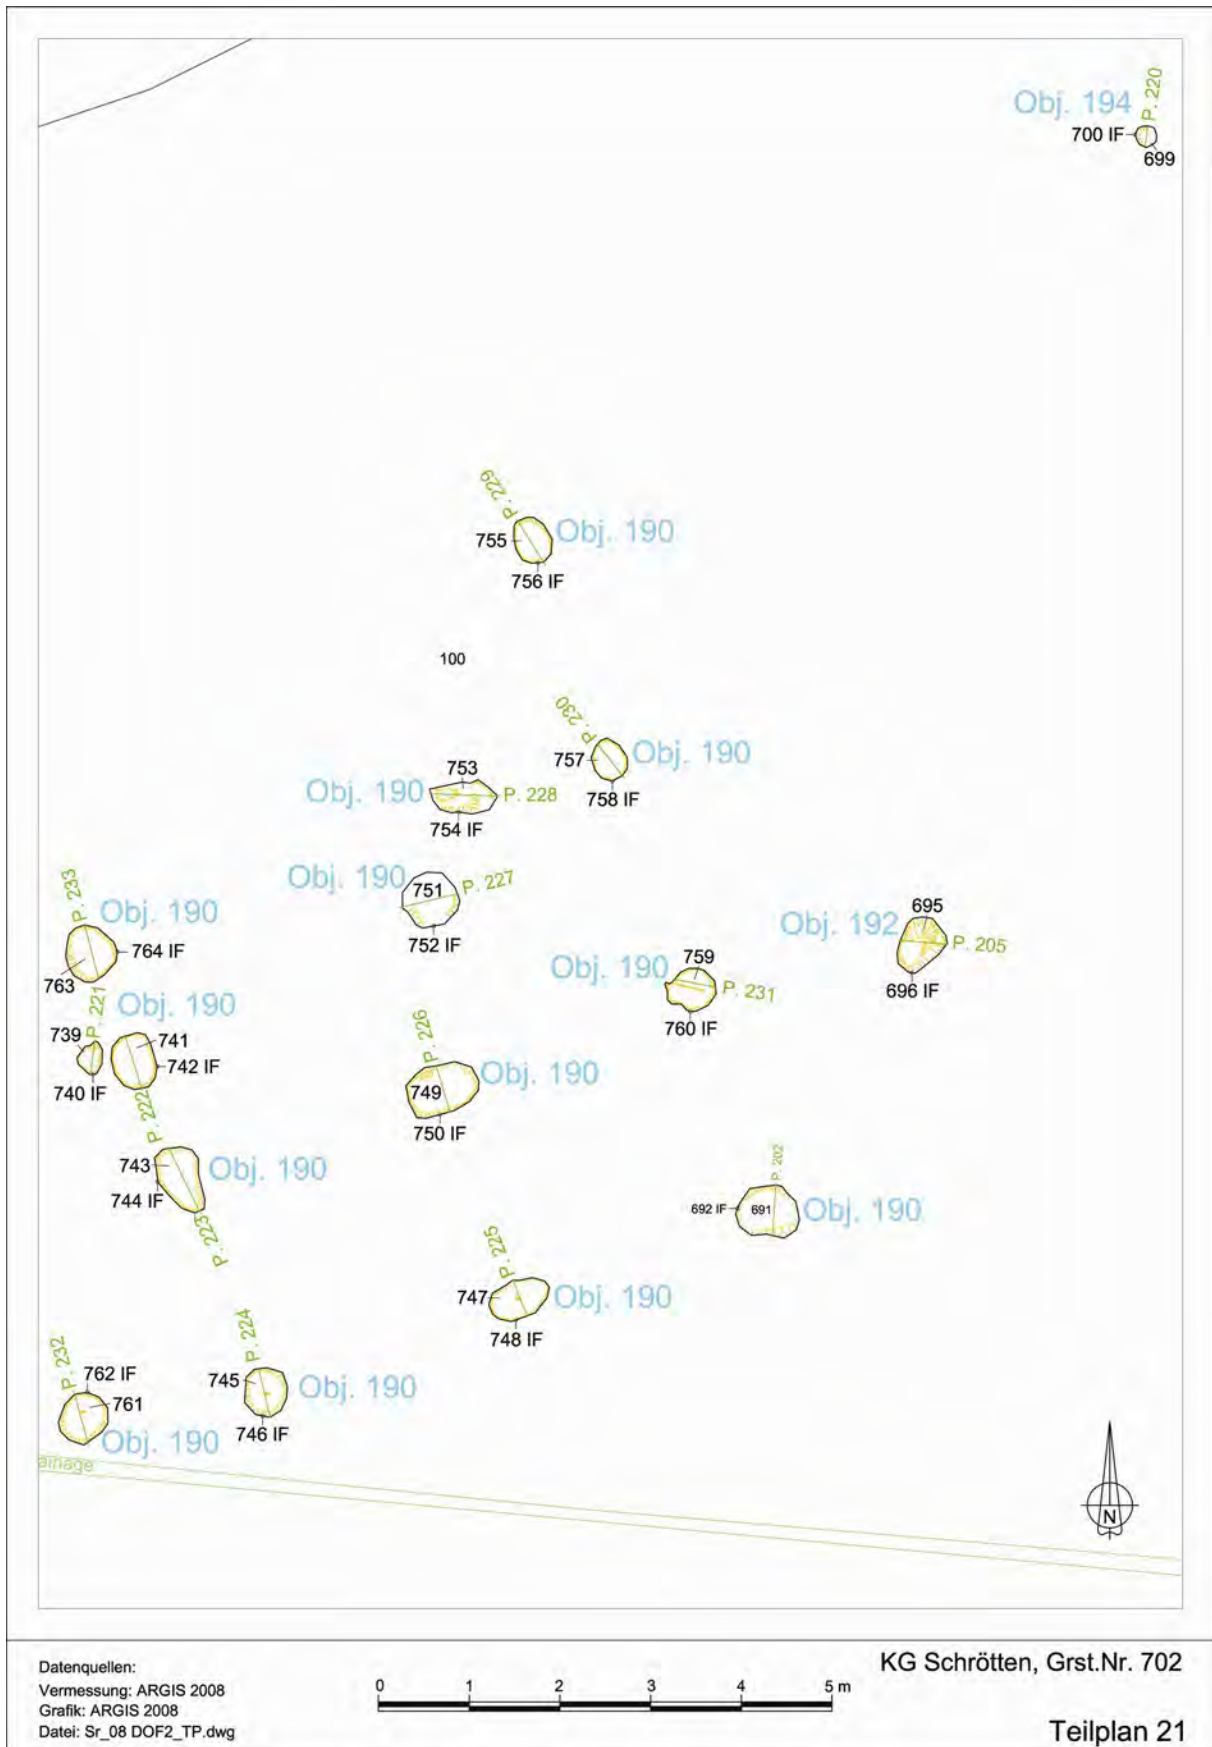 P. 220
Obj. 194
700 IF
699
P. 229
755
Obj. 190
756 IF
100
P. 230
757
Obj. 190
758 IF
753
Obj. 190
P. 228
754 IF
Obj. 190
751
P. 227
752 IF
P. 233
Obj. 190
764 IF
763
695
Obj. 192
P. 205
696 IF
759
Obj. 190
P. 231
760 IF
P. 221
Obj. 190
739
741
742 IF
740 IF
P. 222
P. 226
749
Obj. 190
750 IF
743
Obj. 190
744 IF
P. 223
P. 202
692 IF
691
Obj. 190
P. 225
747
Obj. 190
748 IF
P. 232
762 IF
761
Obj. 190
P. 224
745
Obj. 190
746 IF
ainage
N
Datenquellen:
Vermessung: ARGIS 2008
Grafik: ARGIS 2008
Datei: Sr_08 DOF2_TP.dwg
0 1 2 3 4 5 m
KG Schrötten, Grst.Nr. 702
Teilplan 21